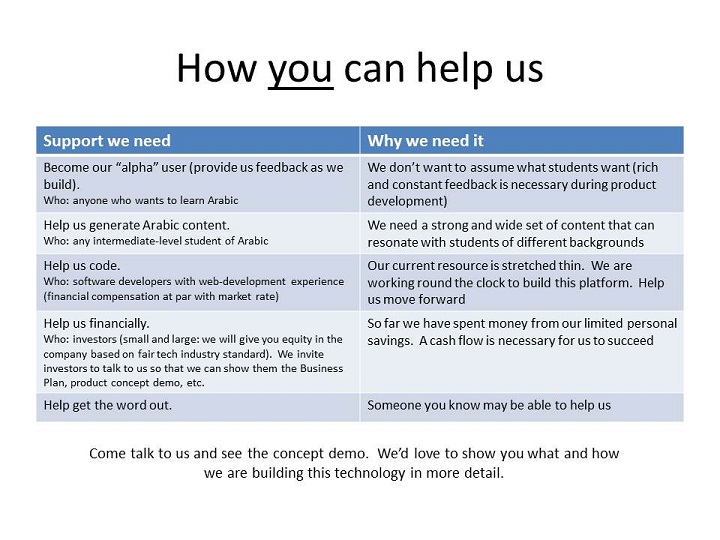 How you can help us
Support we need
Why we need it
Become our “alpha” user (provide us feedback as we
build).
Who: anyone who wants to learn Arabic
We don’t want to assume what students want (rich
and constant feedback is necessary during product
development)
Help us generate Arabic content.
Who: any intermediate-level student of Arabic
We need a strong and wide set of content that can
resonate with students of different backgrounds
Help us code.
Who: software developers with web-development experience
(financial compensation at par with market rate)
Our current resource is stretched thin.  We are
working round the clock to build this platform.  Help
us move forward
Help us financially.
Who: investors (small and large: we will give you equity in the
company based on fair tech industry standard).  We invite
investors to talk to us so that we can show them the Business
Plan, product concept demo, etc.
So far we have spent money from our limited personal
savings.  A cash flow is necessary for us to succeed
Help get the word out.
Someone you know may be able to help us
Come talk to us and see the concept demo.  We’d love to show you what and how
we are building this technology in more detail.